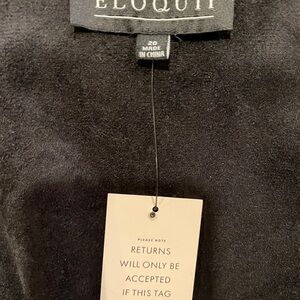 ELOQUII
20
MADE
IN CHINA
PLEASE NOTE
RETURNS
WILL ONLY BE
ACCEPTED
IF THIS TAG